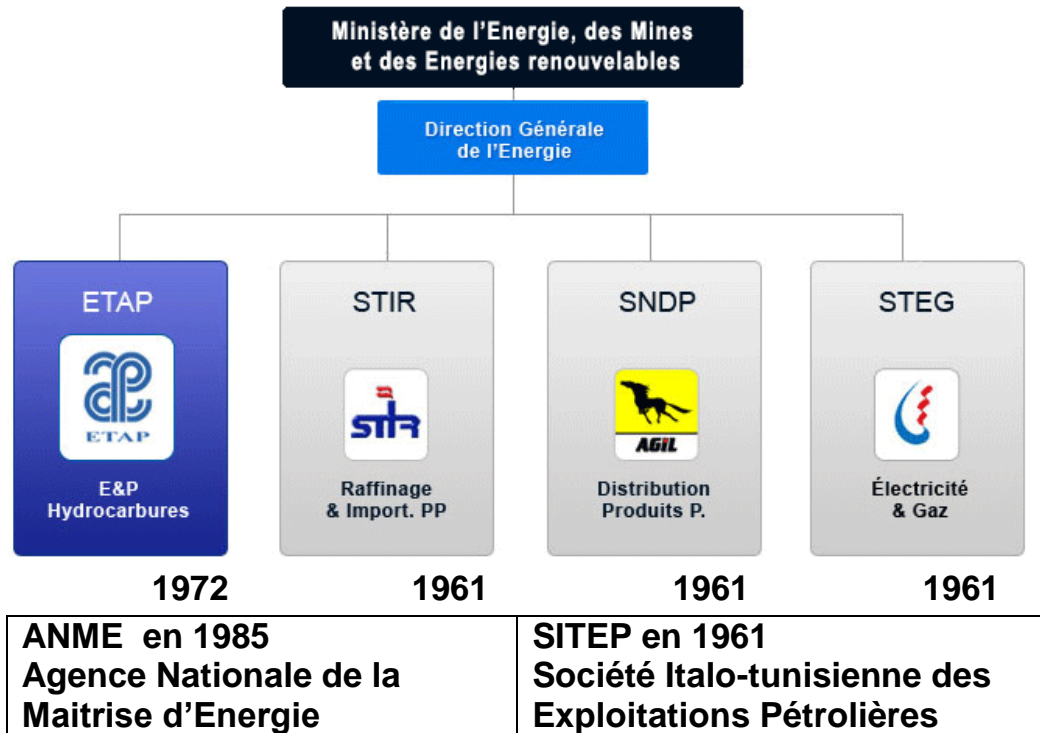 Ministère de l'Energie, des Mines
et des Energies renouvelables
Direction Générale
de l'Energie
ETAP
ETAP
E&P
Hydrocarbures
STIR
STIR
Raffinage
& Import. PP
SNDP
AGIL
Distribution
Produits P.
STEG
Électricité
& Gaz
1972
1961
1961
1961
ANME en 1985
Agence Nationale de la
Maitrise d'Energie
SITEP en 1961
Société Italo-tunisienne des
Exploitations Pétrolières